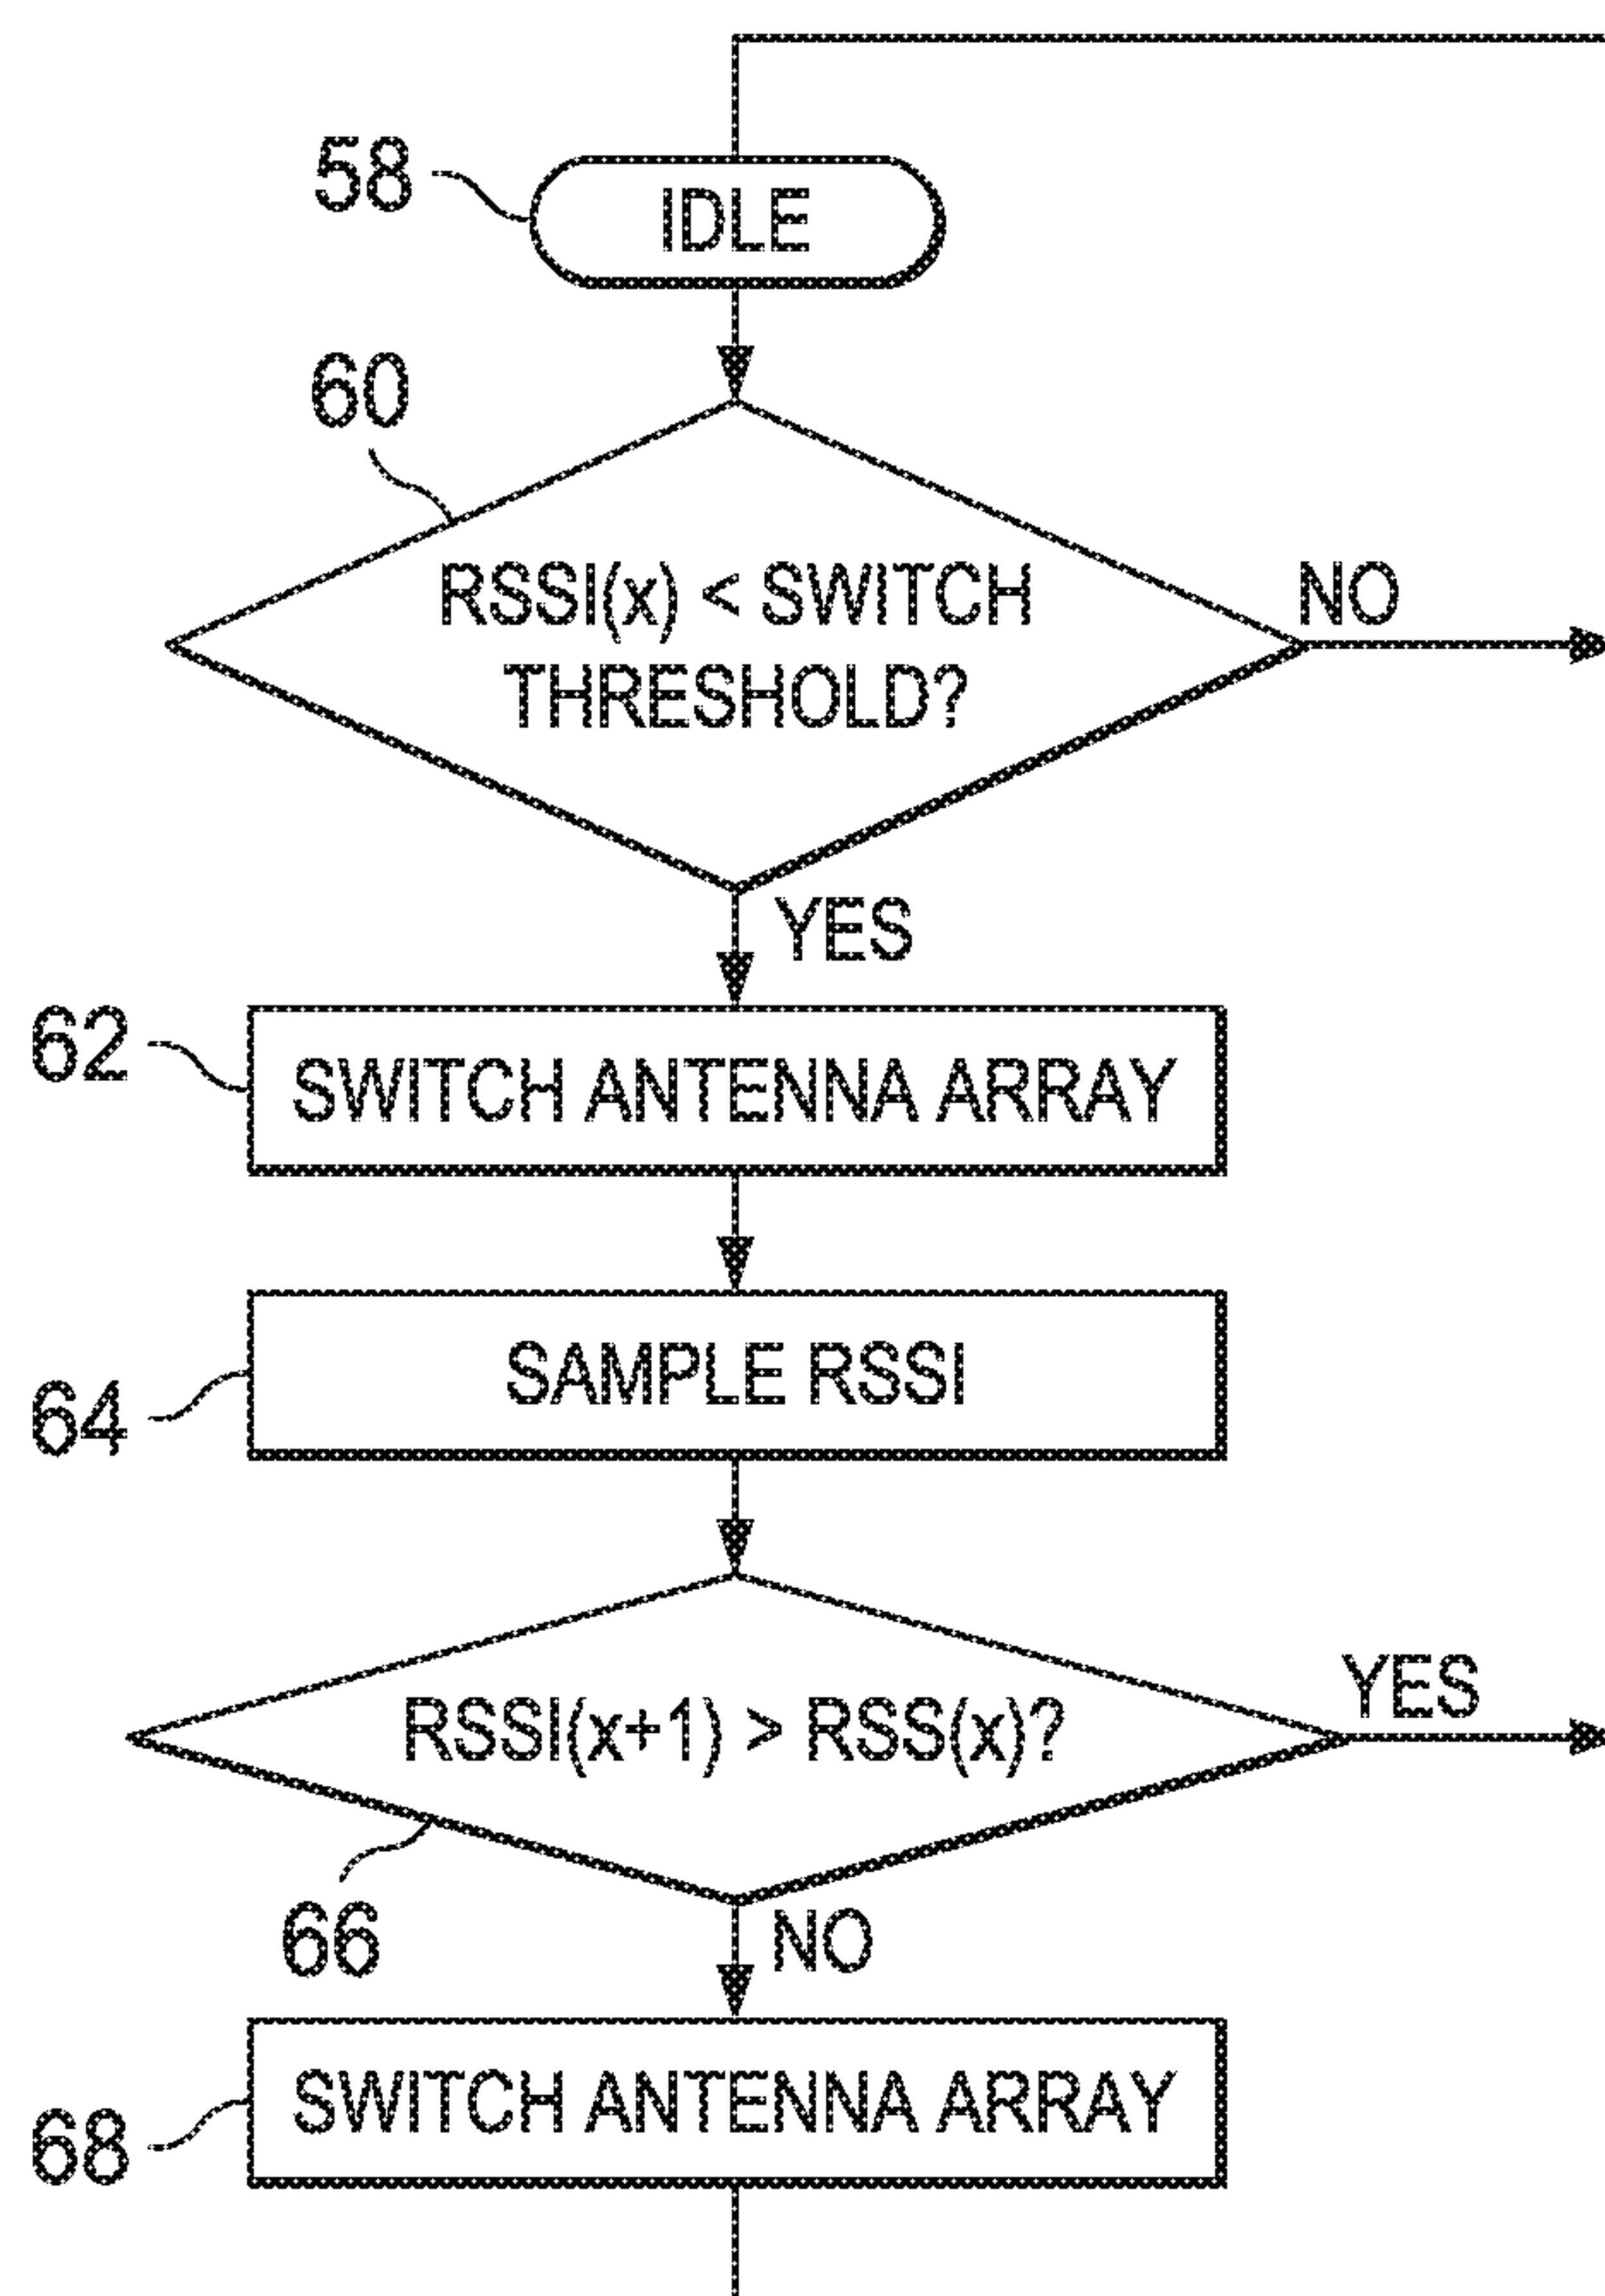 58
IDLE
60
RSSI(x) < SWITCH
THRESHOLD?
NO
YES
62
SWITCH ANTENNA ARRAY
64
SAMPLE RSSI
RSSI(x+1) > RSS(x)?
YES
66
NO
68
SWITCH ANTENNA ARRAY